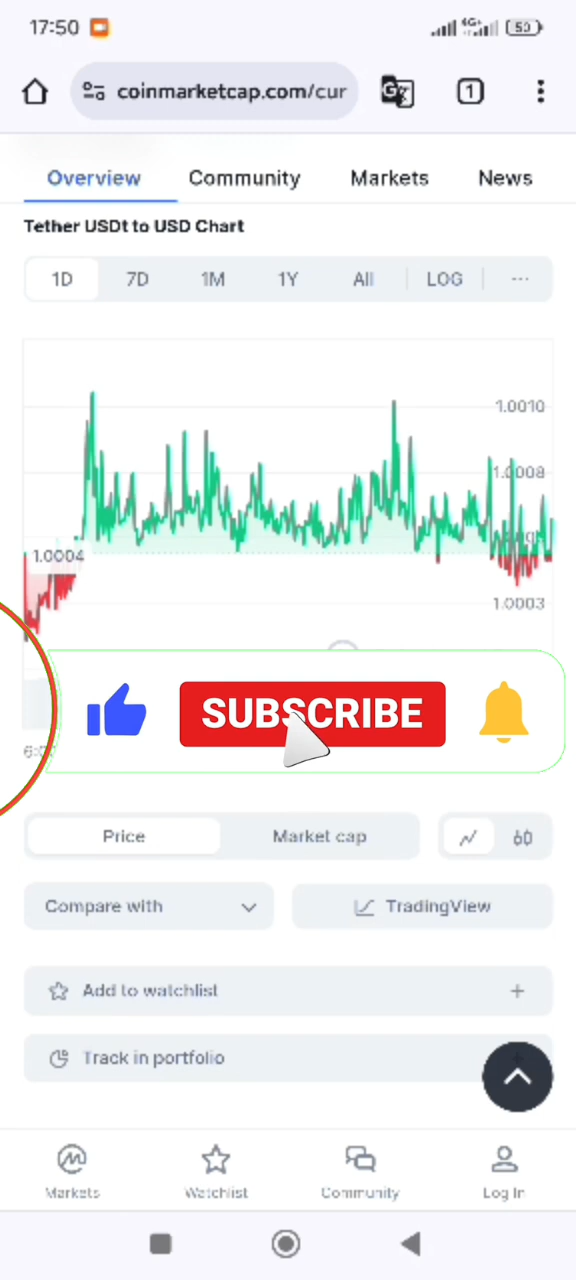 17:50 4G+ 50
coinmarketcap.com/cur 1
Overview Community Markets News
Tether USDt to USD Chart
1D 7D 1M 1Y All LOG ...
1.0010
1.0008
1.0004
1.0003
SUBSCRIBE
Price Market cap
Compare with TradingView
Add to watchlist +
Track in portfolio
Markets Watchlist Community Log In